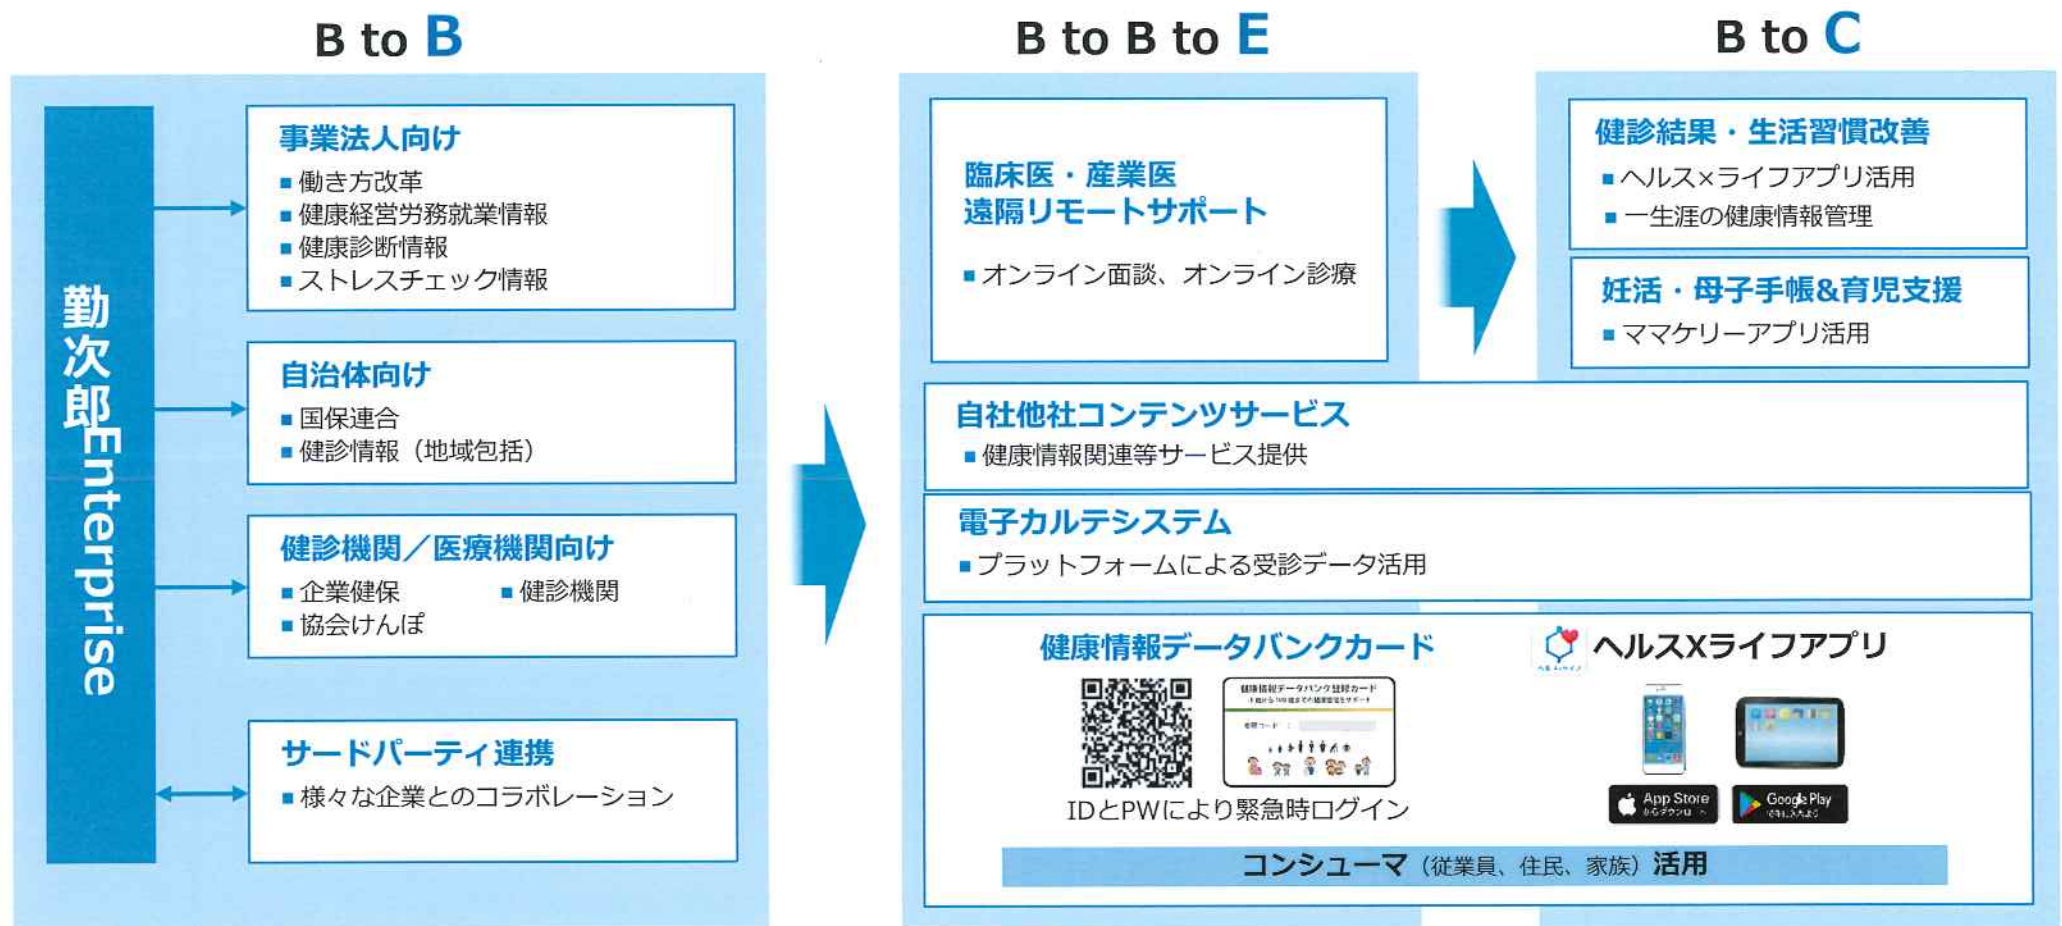 B to B
勤次郎Enterprise
事業法人向け
■働き方改革
■健康経営労務就業情報
■健康診断情報
■ストレスチェック情報
自治体向け
■国保連合
■健診情報（地域包括）
健診機関／医療機関向け
■企業健保 ■健診機関
■協会けんぽ
サードパーティ連携
■様々な企業とのコラボレーション
B to B to E
臨床医・産業医
遠隔リモートサポート
■オンライン面談、オンライン診療
B to C
健診結果・生活習慣改善
■ヘルス×ライフアプリ活用
■一生涯の健康情報管理
妊活・母子手帳&育児支援
■ママケリーアプリ活用
自社他社コンテンツサービス
■健康情報関連等サービス提供
電子カルテシステム
■プラットフォームによる受診データ活用
健康情報データバンクカード
健康情報データバンク登録カード
IDとPWにより緊急時ログイン
ヘルスXライフアプリ
App Store
Google Play
コンシューマ（従業員、住民、家族）活用